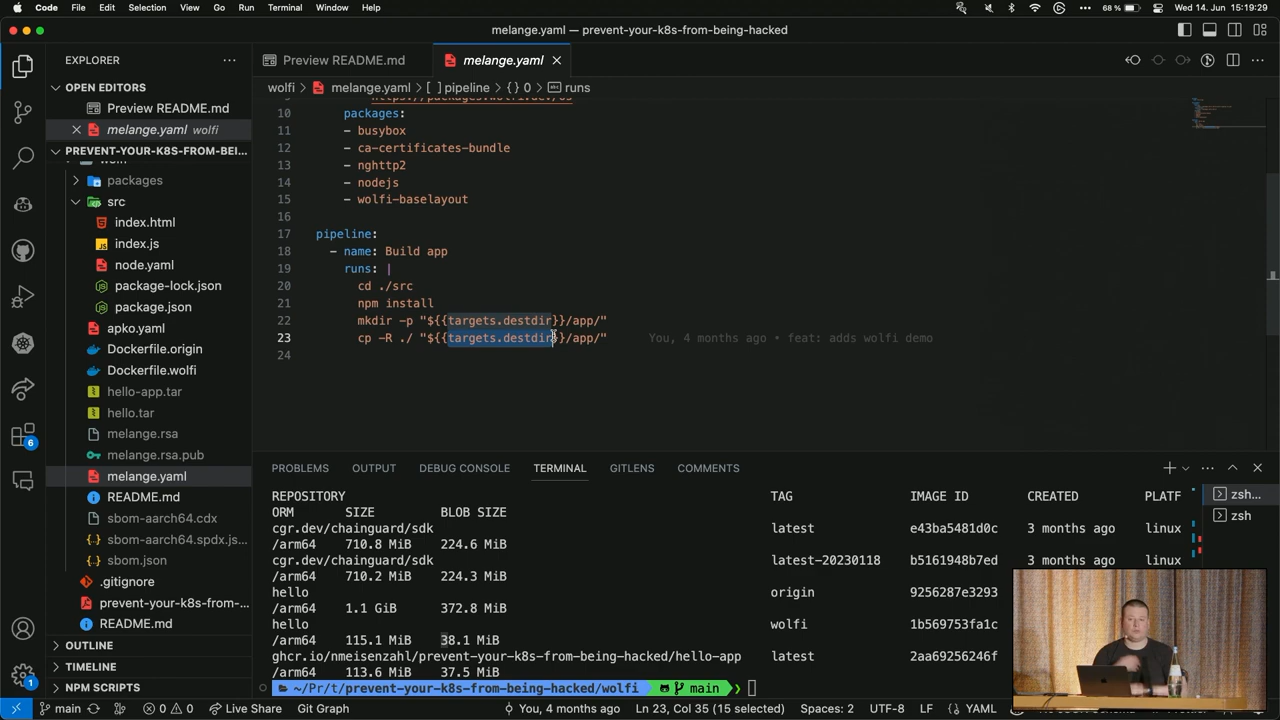 Code File Edit Selection View Go Run Terminal Window Help 68 % Wed 14. Jun 15:19:29
melange.yaml — prevent-your-k8s-from-being-hacked
EXPLORER
Preview README.md
melange.yaml
OPEN EDITORS
Preview README.md
melange.yaml wolfi
PREVENT-YOUR-K8S-FROM-BEI...
packages
src
index.html
index.js
node.yaml
package-lock.json
package.json
apko.yaml
Dockerfile.origin
Dockerfile.wolfi
hello-app.tar
hello.tar
melange.rsa
melange.rsa.pub
melange.yaml
README.md
sbom-aarch64.cdx
sbom-aarch64.spdx.js...
sbom.json
.gitignore
prevent-your-k8s-from-...
README.md
OUTLINE
TIMELINE
NPM SCRIPTS
6
1
wolfi > melange.yaml > [ ] pipeline > {} 0 > runs
10 packages:
11 - busybox
12 - ca-certificates-bundle
13 - nghttp2
14 - nodejs
15 - wolfi-baselayout
16
17 pipeline:
18 - name: Build app
19 runs: |
20 cd ./src
21 npm install
22 mkdir -p "${{targets.destdir}}/app/"
23 cp -R ./ "${{targets.destdir}}/app/" You, 4 months ago • feat: adds wolfi demo
24
PROBLEMS OUTPUT DEBUG CONSOLE TERMINAL GITLENS COMMENTS
REPOSITORY TAG IMAGE ID CREATED PLATF
ORM SIZE BLOB SIZE
cgr.dev/chainguard/sdk latest e43ba5481d0c 3 months ago linux
/arm64 710.8 MiB 224.6 MiB
cgr.dev/chainguard/sdk latest-20230118 b5161948b7ed 3 months ago linux
/arm64 710.2 MiB 224.3 MiB
hello origin 9256287e3293
/arm64 1.1 GiB 372.8 MiB
hello wolfi 1b569753fa1c
/arm64 115.1 MiB 38.1 MiB
ghcr.io/nmeisenzahl/prevent-your-k8s-from-being-hacked/hello-app latest 2aa69256246f
/arm64 113.6 MiB 37.5 MiB
~/Pr/t/prevent-your-k8s-from-being-hacked/wolfi main
zsh...
zsh
main 0 0 Live Share Git Graph You, 4 months ago Ln 23, Col 35 (15 selected) Spaces: 2 UTF-8 LF YAML